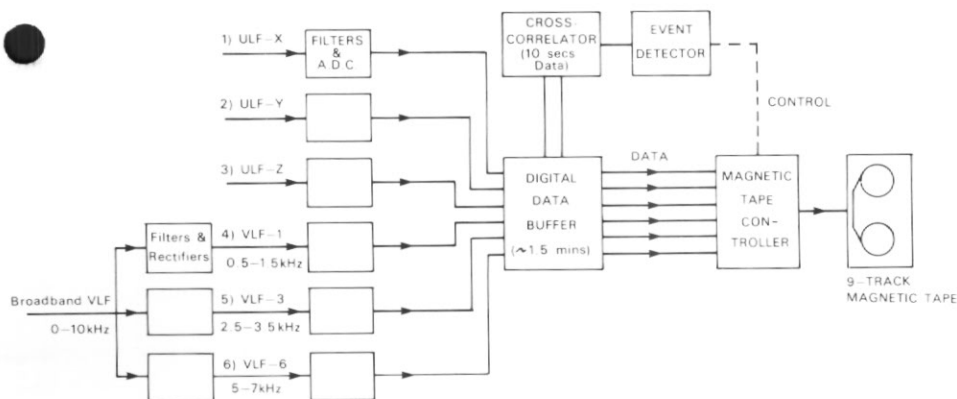 1) ULF-X
FILTERS
&
ADC
2) ULF-Y
3) ULF-Z
Filters &
Rectifiers
4) VLF-1
0.5-1.5kHz
Broadband VLF
0-10kHz
5) VLF-3
2.5-3.5kHz
6) VLF-6
5-7kHz
CROSS-
CORRELATOR
(10 secs
Data)
EVENT
DETECTOR
CONTROL
DIGITAL
DATA
BUFFER
(~1.5 mins)
DATA
MAGNETIC
TAPE
CON-
TROLLER
9-TRACK
MAGNETIC TAPE